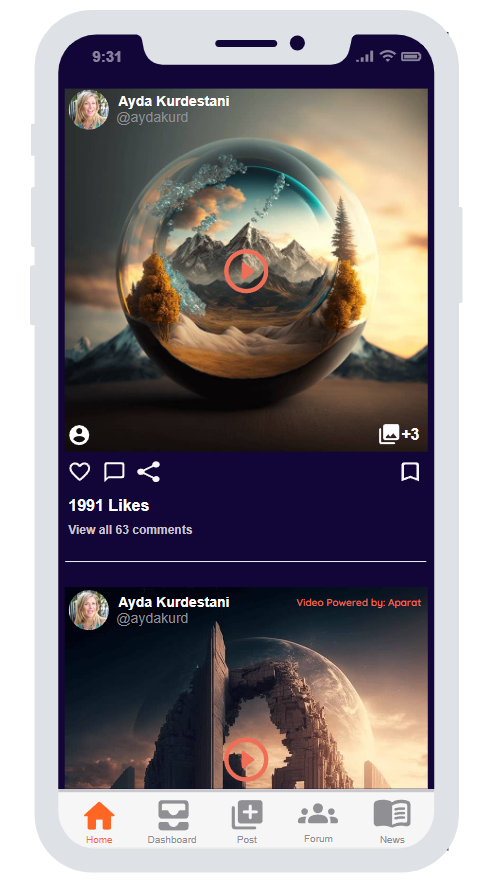 9:31
Ayda Kurdestani
@aydakurd
+3
1991 Likes
View all 63 comments
Ayda Kurdestani
Video Powered by: Aparat
@aydakurd
Home Dashboard Post Forum News